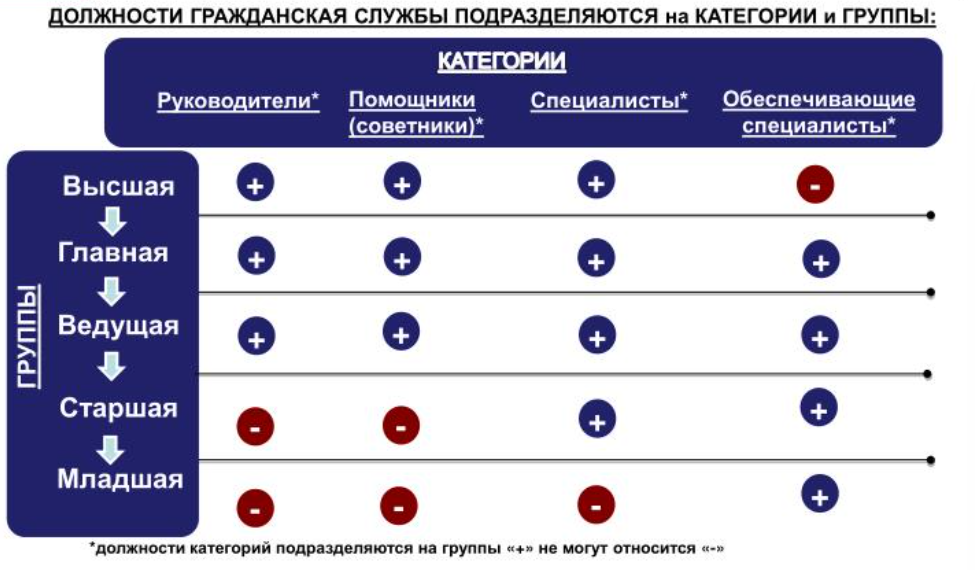 ДОЛЖНОСТИ ГРАЖДАНСКАЯ СЛУЖБЫ ПОДРАЗДЕЛЯЮТСЯ на КАТЕГОРИИ и ГРУППЫ:
КАТЕГОРИИ
Руководители* Помощники (советники)* Специалисты* Обеспечивающие специалисты*
ГРУППЫ
Высшая + + + -
Главная + + + +
Ведущая + + + +
Старшая - - + +
Младшая - - - +
*должности категорий подразделяются на группы «+» не могут относится «-»